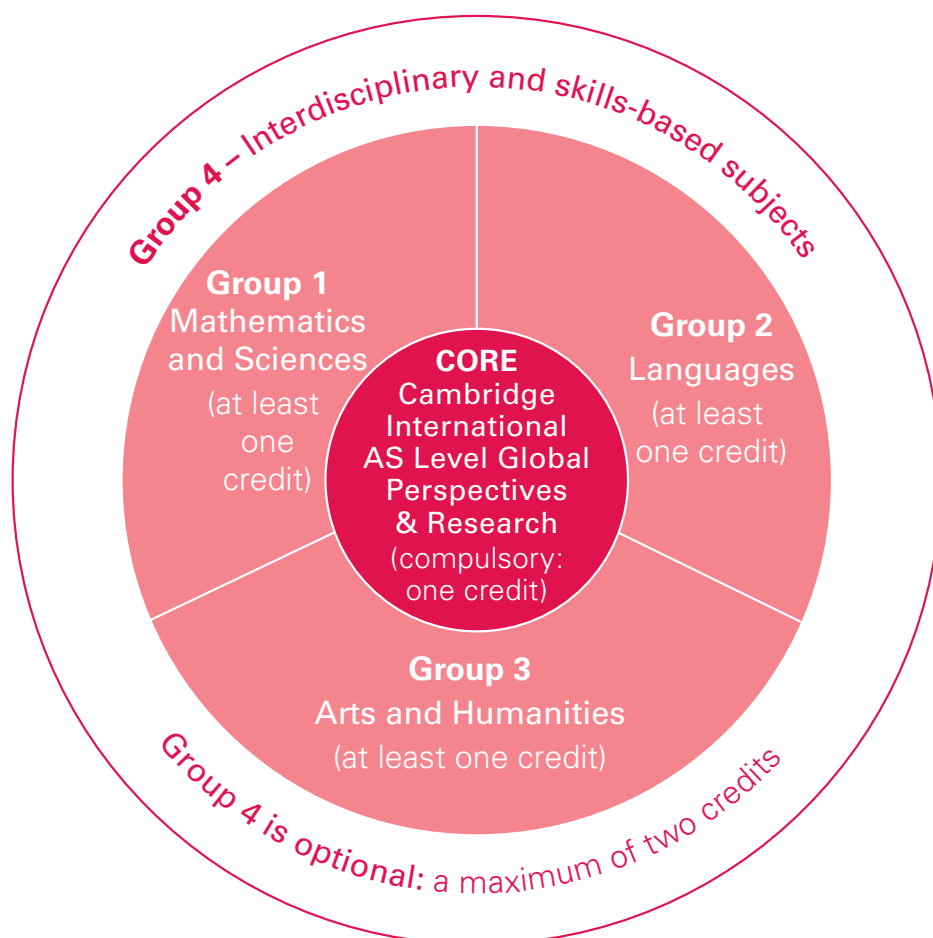 Group 4 – Interdisciplinary and skills-based subjects
Group 1
Mathematics
and Sciences
(at least
one
credit)
Group 2
Languages
(at least
one credit)
CORE
Cambridge
International
AS Level Global
Perspectives
& Research
(compulsory:
one credit)
Group 3
Arts and Humanities
(at least one credit)
Group 4 is optional: a maximum of two credits